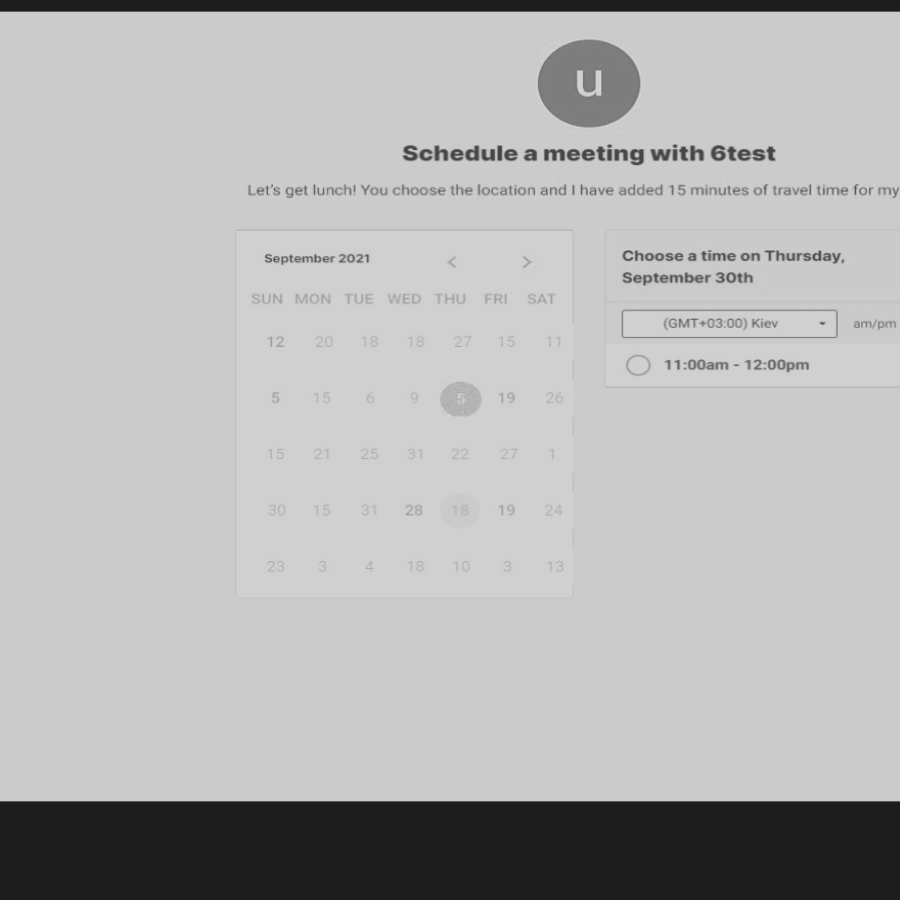 u
Schedule a meeting with 6test
Let's get lunch! You choose the location and I have added 15 minutes of travel time for my
September 2021 < >
SUN MON TUE WED THU FRI SAT
12 20 18 18 27 15 11
5 15 6 9 5 19 26
15 21 25 31 22 27 1
30 15 31 28 18 19 24
23 3 4 18 10 3 13
Choose a time on Thursday,
September 30th
(GMT+03:00) Kiev am/pm
11:00am - 12:00pm